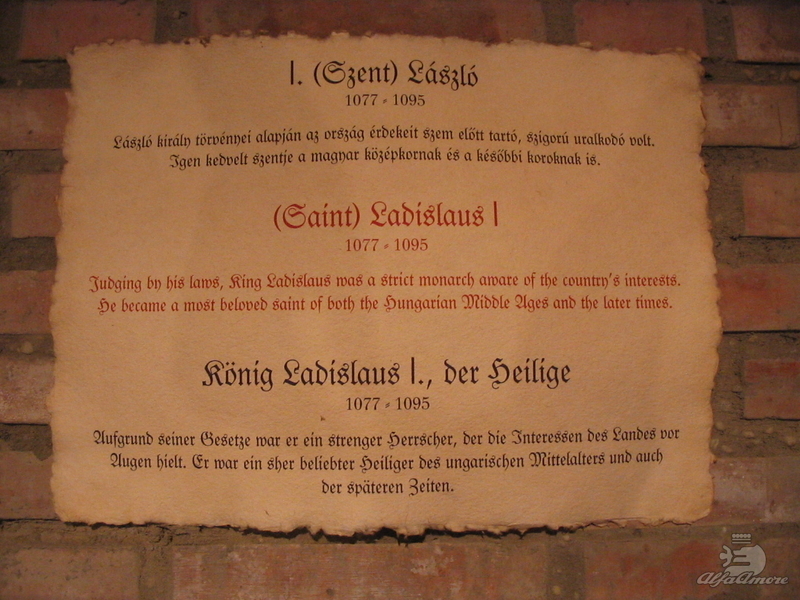 I. (Szent) László
1077 - 1095
László király törvényei alapján az ország érdekeit szem előtt tartó, szigorú uralkodó volt.
Igen kedvelt szentje a magyar középkornak és a későbbi koroknak is.
(Saint) Ladislaus I
1077 - 1095
Judging by his laws, King Ladislaus was a strict monarch aware of the country's interests.
He became a most beloved saint of both the Hungarian Middle Ages and the later times.
König Ladislaus I., der Heilige
1077 - 1095
Aufgrund seiner Gesetze war er ein strenger Herrscher, der die Interessen des Landes vor
Augen hielt. Er war ein sher beliebter Heiliger des ungarischen Mittelalters und auch
der späteren Zeiten.
AlfaAmore